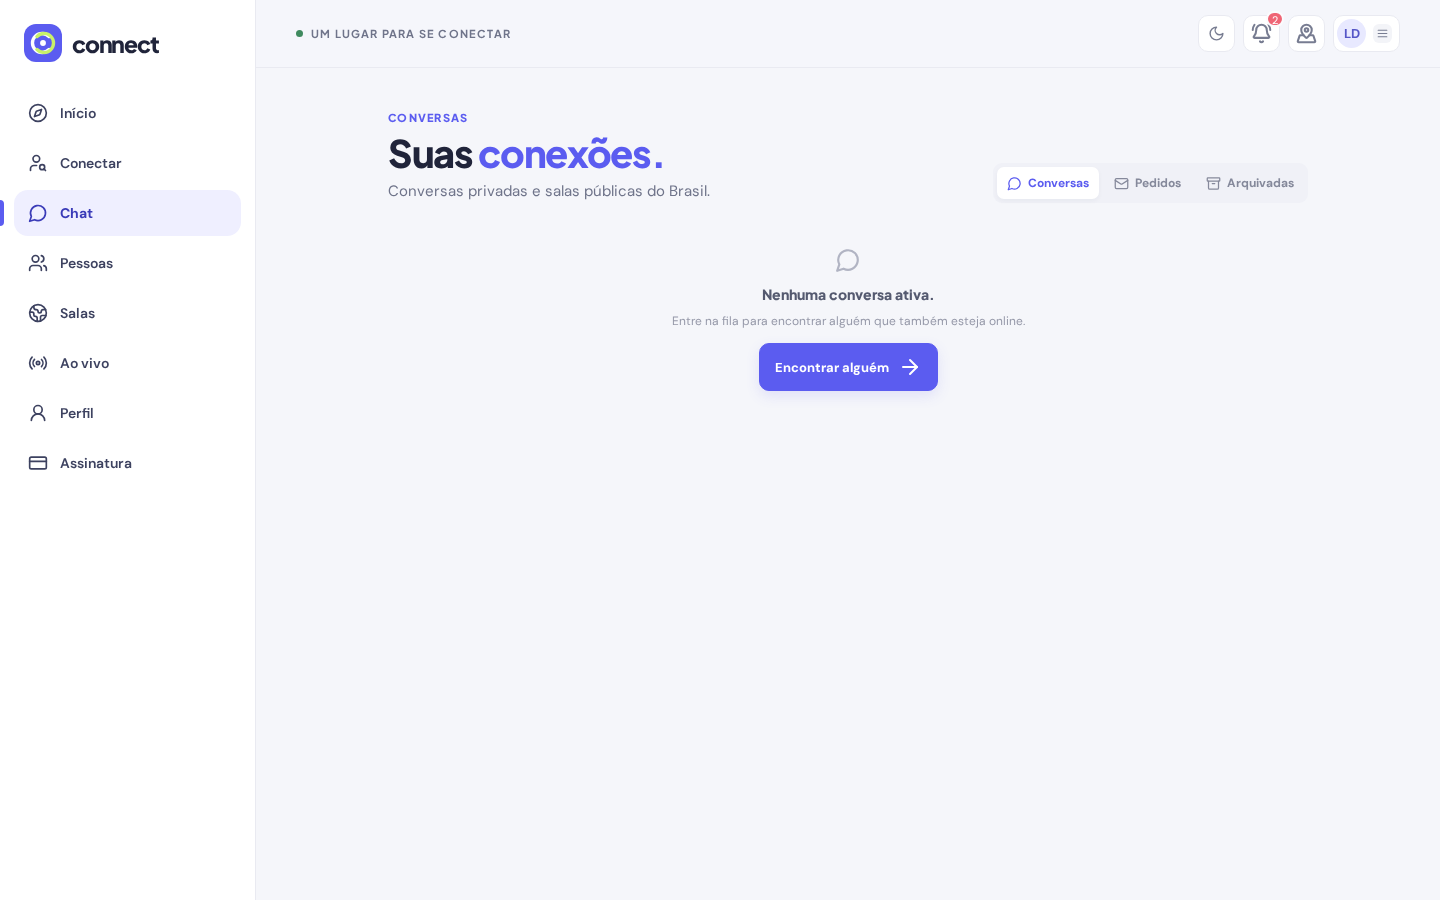 connect
UM LUGAR PARA SE CONECTAR
2
LD
Início
Conectar
Chat
Pessoas
Salas
Ao vivo
Perfil
Assinatura
CONVERSAS
Suas conexões.
Conversas privadas e salas públicas do Brasil.
Conversas
Pedidos
Arquivadas
Nenhuma conversa ativa.
Entre na fila para encontrar alguém que também esteja online.
Encontrar alguém